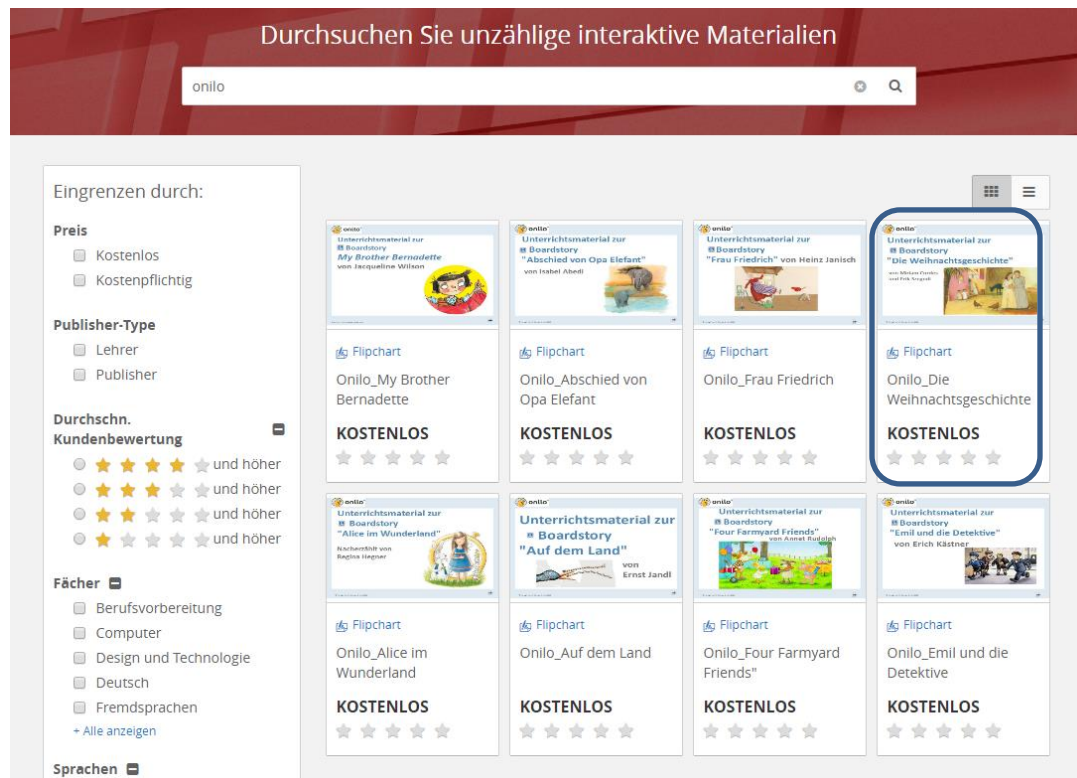 Durchsuchen Sie unzählige interaktive Materialien
onilo
Eingrenzen durch:
Preis
Kostenlos
Kostenpflichtig
Publisher-Type
Lehrer
Publisher
Durchschn.
Kundenbewertung
und höher
und höher
und höher
und höher
Fächer
Berufsvorbereitung
Computer
Design und Technologie
Deutsch
Fremdsprachen
+ Alle anzeigen
Sprachen
onilo
Unterrichtsmaterial zur
Boardstory
My Brother Bernadette
von Jacqueline Wilson
Flipchart
Onilo_My Brother
Bernadette
KOSTENLOS
onilo
Unterrichtsmaterial zur
Boardstory
"Abschied von Opa Elefant"
von Isabel Abedi
Flipchart
Onilo_Abschied von
Opa Elefant
KOSTENLOS
onilo
Unterrichtsmaterial zur
Boardstory
"Frau Friedrich" von Heinz Janisch
Flipchart
Onilo_Frau Friedrich
KOSTENLOS
onilo
Unterrichtsmaterial zur
Boardstory
"Die Weihnachtsgeschichte"
Flipchart
Onilo_Die
Weihnachtsgeschichte
KOSTENLOS
onilo
Unterrichtsmaterial zur
Boardstory
"Alice im Wunderland"
Nacherzählt von
Regina Hegner
Flipchart
Onilo_Alice im
Wunderland
KOSTENLOS
onilo
Unterrichtsmaterial zur
Boardstory
"Auf dem Land"
von
Ernst Jandl
Flipchart
Onilo_Auf dem Land
KOSTENLOS
onilo
Unterrichtsmaterial zur
Boardstory
"Four Farmyard Friends"
von Annat Rudolph
Flipchart
Onilo_Four Farmyard
Friends"
KOSTENLOS
onilo
Unterrichtsmaterial zur
Boardstory
"Emil und die Detektive"
von Erich Kästner
Flipchart
Onilo_Emil und die
Detektive
KOSTENLOS